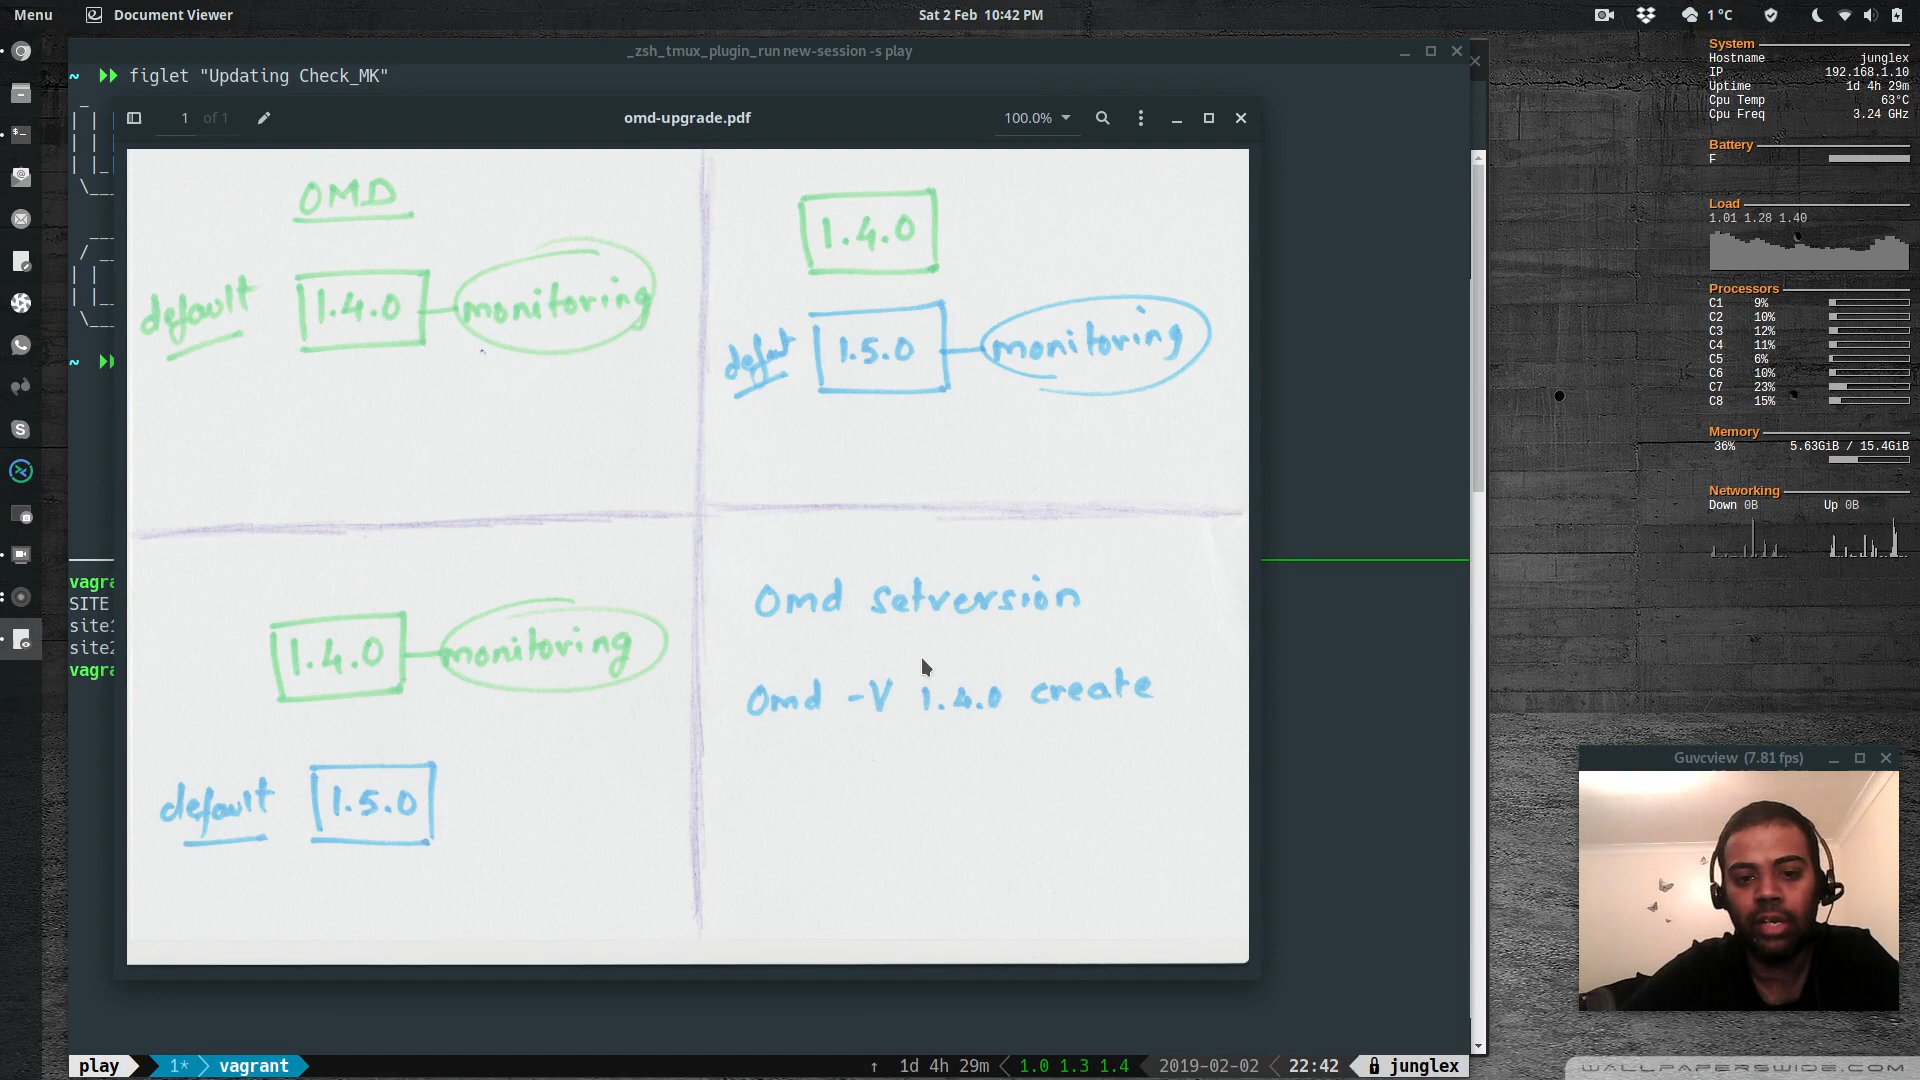 Menu
Document Viewer
Sat 2 Feb 10:42 PM
1 °C
_zsh_tmux_plugin_run new-session -s play
~ figlet "Updating Check_MK"
1 of 1
omd-upgrade.pdf
100.0%
OMD
default 1.4.0 monitoring
1.4.0
defaut 1.5.0 monitoring
1.4.0 monitoring
default 1.5.0
Omd setversion
Omd -V 1.4.0 create
~
vagra
SITE
site1
site2
vagra
System
Hostname junglex
IP 192.168.1.10
Uptime 1d 4h 29m
Cpu Temp 63°C
Cpu Freq 3.24 GHz
Battery
F
Load
1.01 1.28 1.40
Processors
C1 9%
C2 10%
C3 12%
C4 11%
C5 6%
C6 10%
C7 23%
C8 15%
Memory
36% 5.63GiB / 15.4GiB
Networking
Down 0B Up 0B
Guvcview (7.81 fps)
play 1* vagrant
↑ 1d 4h 29m 1.0 1.3 1.4 2019-02-02 22:42 junglex
WALLPAPERSWIDE.COM